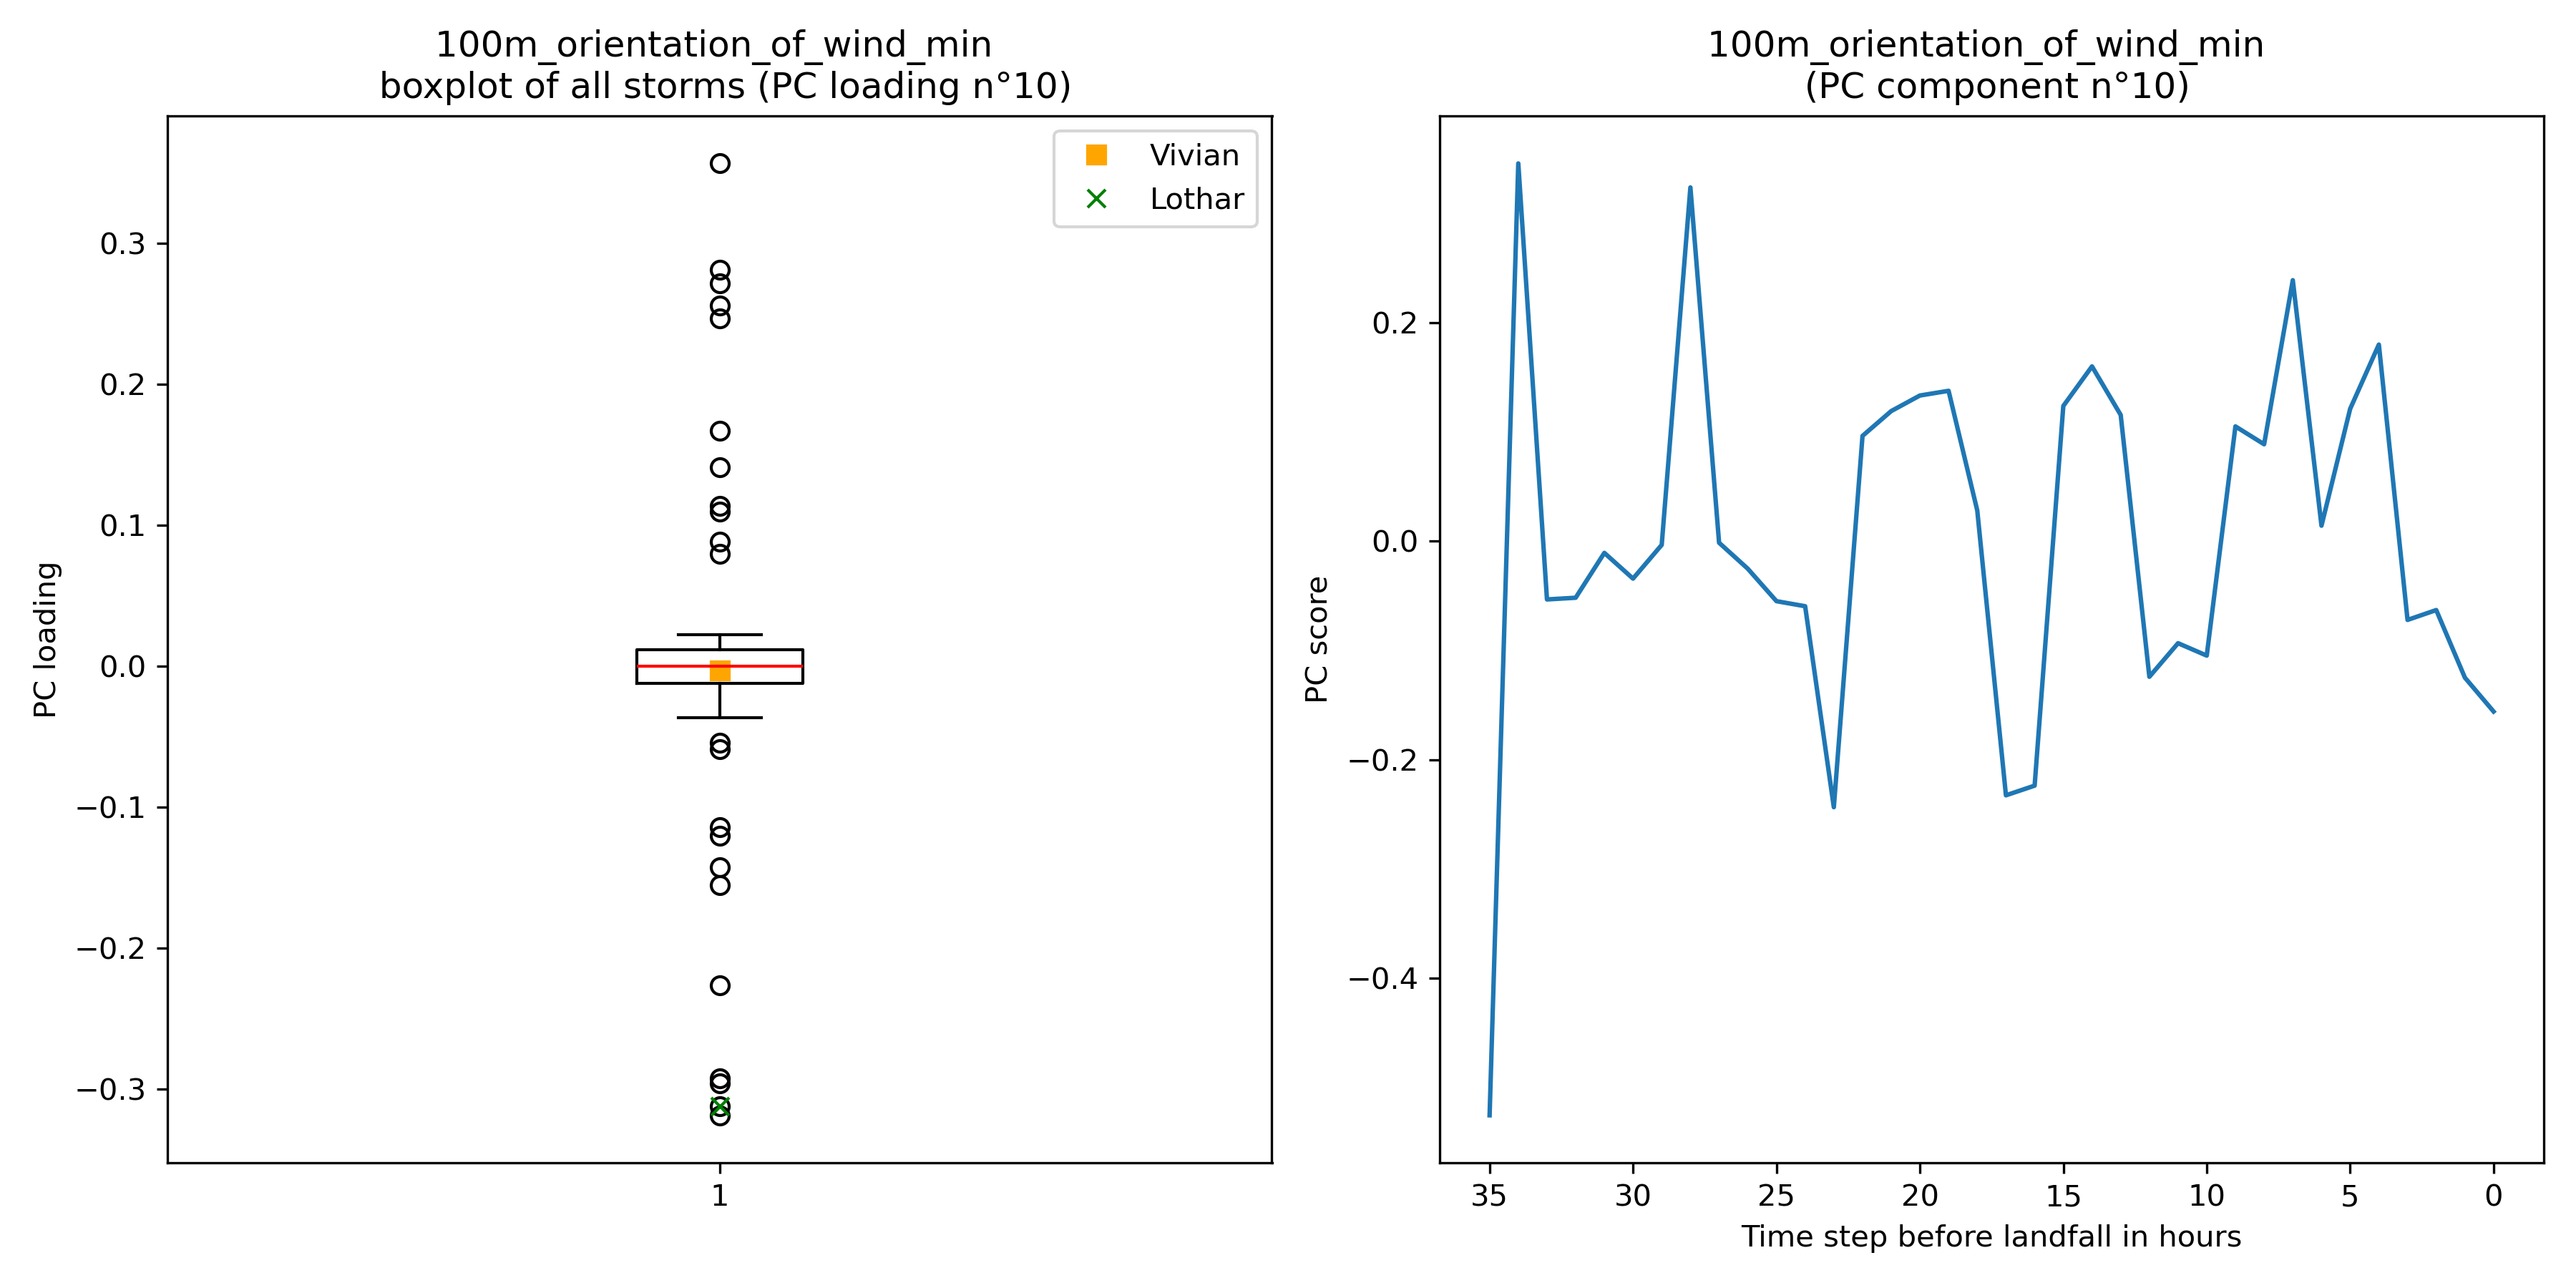 100m_orientation_of_wind_min
boxplot of all storms (PC loading n°10)
Vivian
Lothar
PC loading
0.3
0.2
0.1
0.0
−0.1
−0.2
−0.3
1
100m_orientation_of_wind_min
(PC component n°10)
PC score
0.2
0.0
−0.2
−0.4
35 30 25 20 15 10 5 0
Time step before landfall in hours